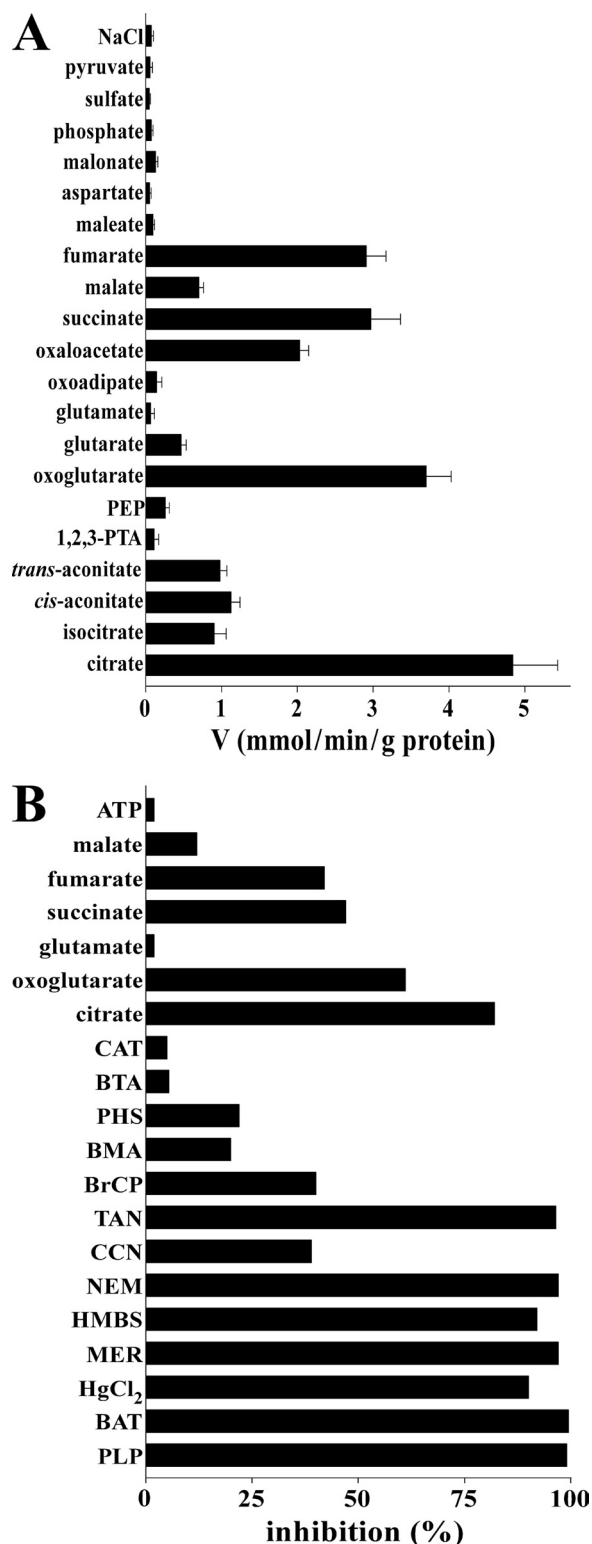 A
NaCl
pyruvate
sulfate
phosphate
malonate
aspartate
maleate
fumarate
malate
succinate
oxaloacetate
oxoadipate
glutamate
glutarate
oxoglutarate
PEP
1,2,3-PTA
trans-aconitate
cis-aconitate
isocitrate
citrate
0 1 2 3 4 5
V (mmol/min/g protein)
B
ATP
malate
fumarate
succinate
glutamate
oxoglutarate
citrate
CAT
BTA
PHS
BMA
BrCP
TAN
CCN
NEM
HMBS
MER
HgCl₂
BAT
PLP
0 25 50 75 100
inhibition (%)